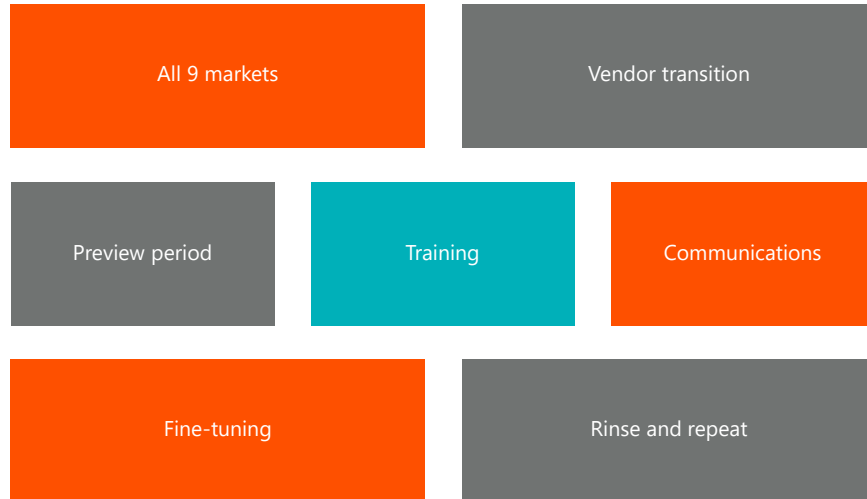 All 9 markets
Vendor transition
Preview period
Training
Communications
Fine-tuning
Rinse and repeat